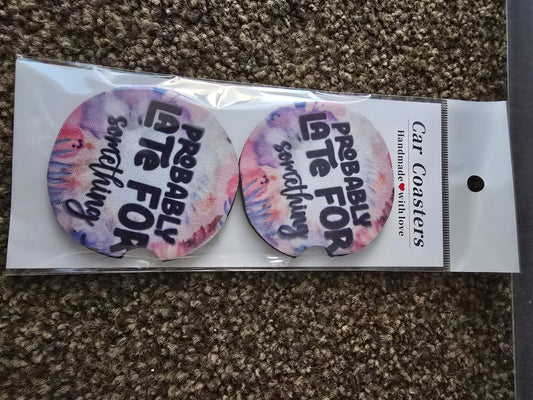 Car Coasters
Handmade❤with love
PROBABLY
LATE FOR
something
PROBABLY
LATE FOR
something